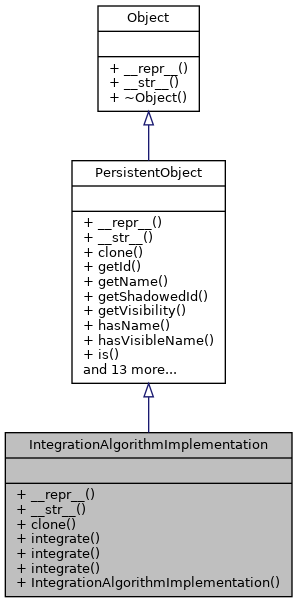 Object
+ __repr__()
+ __str__()
+ ~Object()
PersistentObject
+ __repr__()
+ __str__()
+ clone()
+ getId()
+ getName()
+ getShadowedId()
+ getVisibility()
+ hasName()
+ hasVisibleName()
+ is()
and 13 more...
IntegrationAlgorithmImplementation
+ __repr__()
+ __str__()
+ clone()
+ integrate()
+ integrate()
+ integrate()
+ IntegrationAlgorithmImplementation()